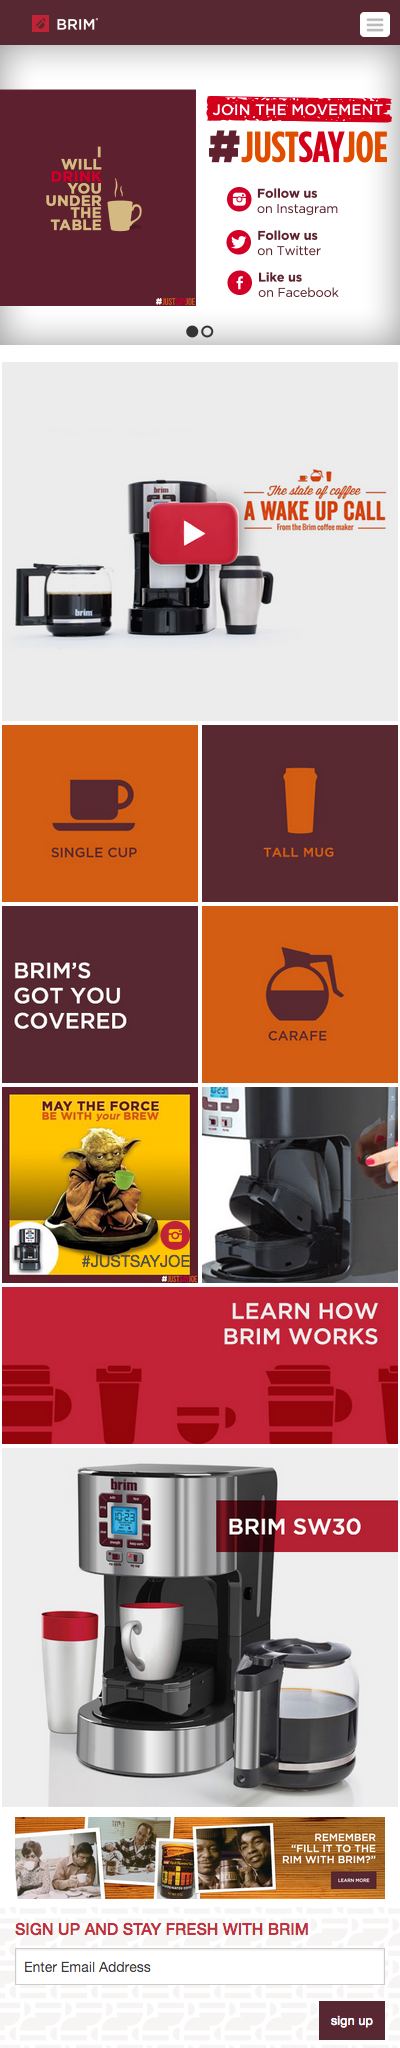 BRIM
JOIN THE MOVEMENT
#JUSTSAYJOE
I
WILL
DRINK
YOU
UNDER
THE
TABLE
#JUSTSAYJOE
Follow us
on Instagram
Follow us
on Twitter
Like us
on Facebook
brim
brim
The state of coffee
A WAKE UP CALL
From the Brim coffee maker
SINGLE CUP
TALL MUG
BRIM'S
GOT YOU
COVERED
CARAFE
MAY THE FORCE
BE WITH your BREW
#JUSTSAYJOE
#JUSTSAYJOE
LEARN HOW
BRIM WORKS
brim
10:23
BRIM SW30
brim
REMEMBER
"FILL IT TO THE
RIM WITH BRIM?"
LEARN MORE
SIGN UP AND STAY FRESH WITH BRIM
Enter Email Address
sign up